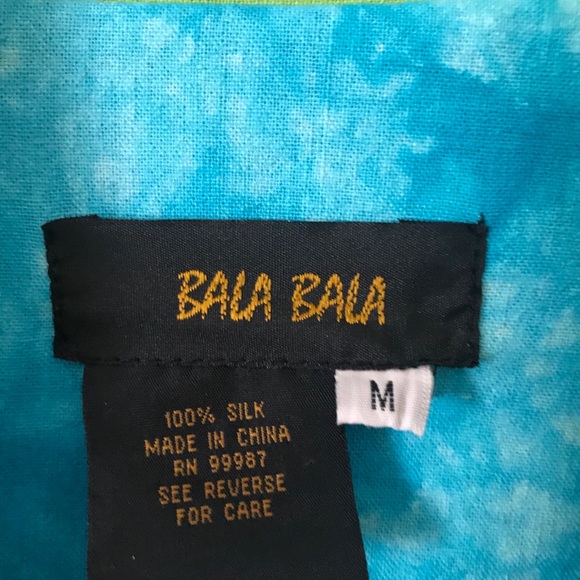 BALA BALA
M
100% SILK
MADE IN CHINA
RN 99987
SEE REVERSE
FOR CARE